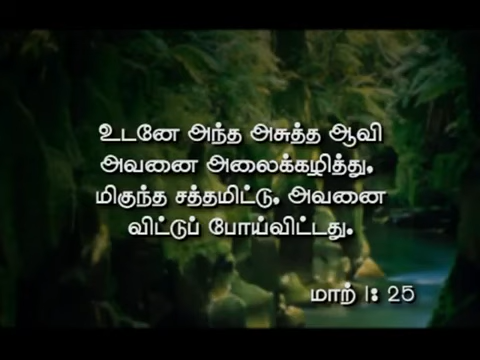 உடனே அந்த அசுத்த ஆவி
அவனை அலைக்கழித்து,
மிகுந்த சத்தமிட்டு, அவனை
விட்டுப் போய்விட்டது.
மாற் 1: 25